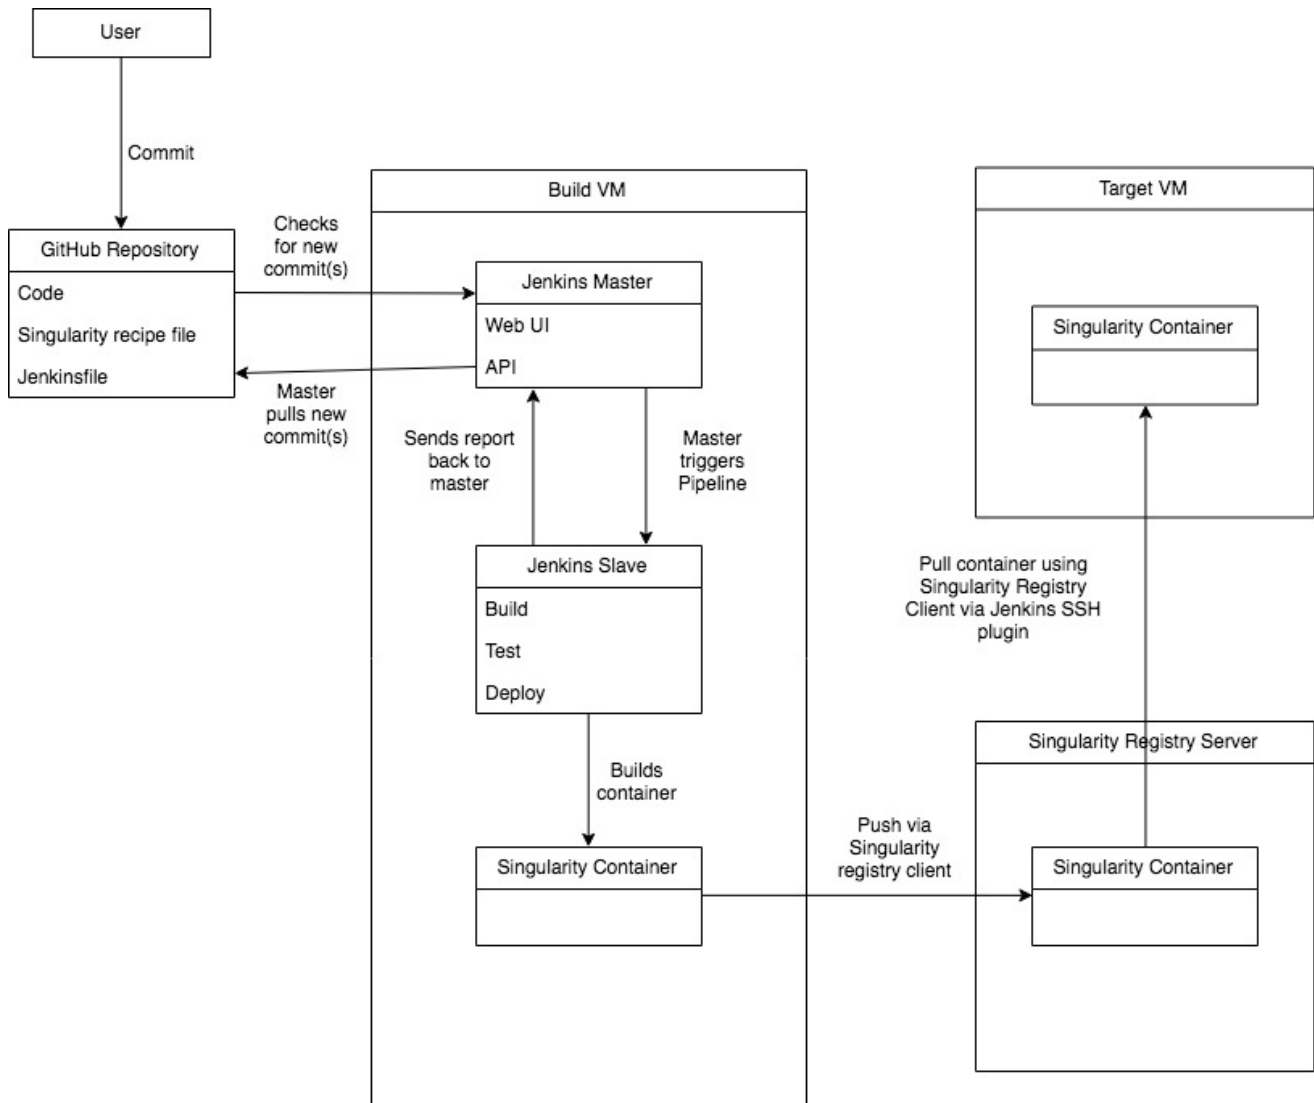 User
Commit
GitHub Repository
Code
Singularity recipe file
Jenkinsfile
Checks
for new
commit(s)
Master
pulls new
commit(s)
Build VM
Jenkins Master
Web UI
API
Sends report
back to
master
Master
triggers
Pipeline
Jenkins Slave
Build
Test
Deploy
Builds
container
Singularity Container
Push via
Singularity
registry client
Target VM
Singularity Container
Pull container using
Singularity Registry
Client via Jenkins SSH
plugin
Singularity Registry Server
Singularity Container